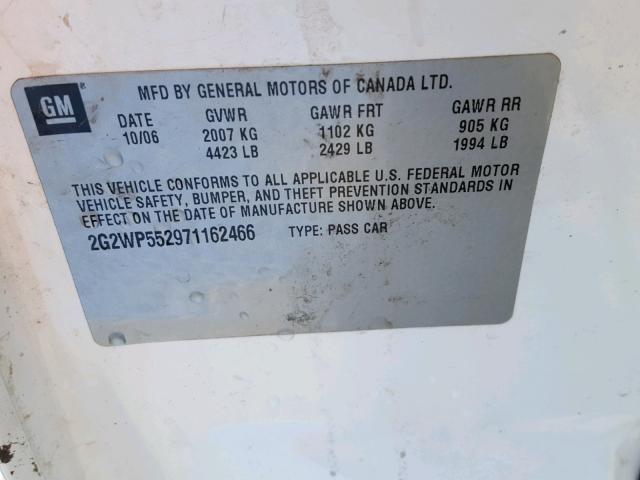 GM
MFD BY GENERAL MOTORS OF CANADA LTD.
DATE GVWR GAWR FRT GAWR RR
10/06 2007 KG 1102 KG 905 KG
4423 LB 2429 LB 1994 LB
THIS VEHICLE CONFORMS TO ALL APPLICABLE U.S. FEDERAL MOTOR
VEHICLE SAFETY, BUMPER, AND THEFT PREVENTION STANDARDS IN
EFFECT ON THE DATE OF MANUFACTURE SHOWN ABOVE.
2G2WP552971162466 TYPE: PASS CAR